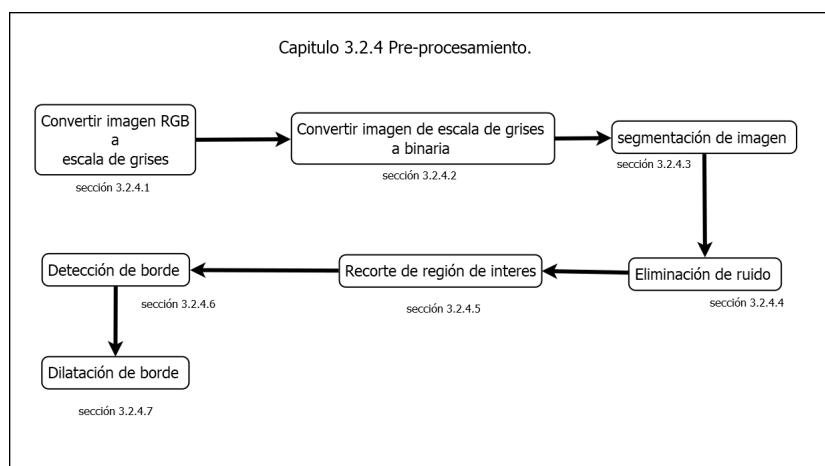 Capitulo 3.2.4 Pre-procesamiento.
Convertir imagen RGB
a
escala de grises
sección 3.2.4.1
Convertir imagen de escala de grises
a binaria
sección 3.2.4.2
segmentación de imagen
sección 3.2.4.3
Eliminación de ruido
sección 3.2.4.4
Recorte de región de interes
sección 3.2.4.5
Detección de borde
sección 3.2.4.6
Dilatación de borde
sección 3.2.4.7